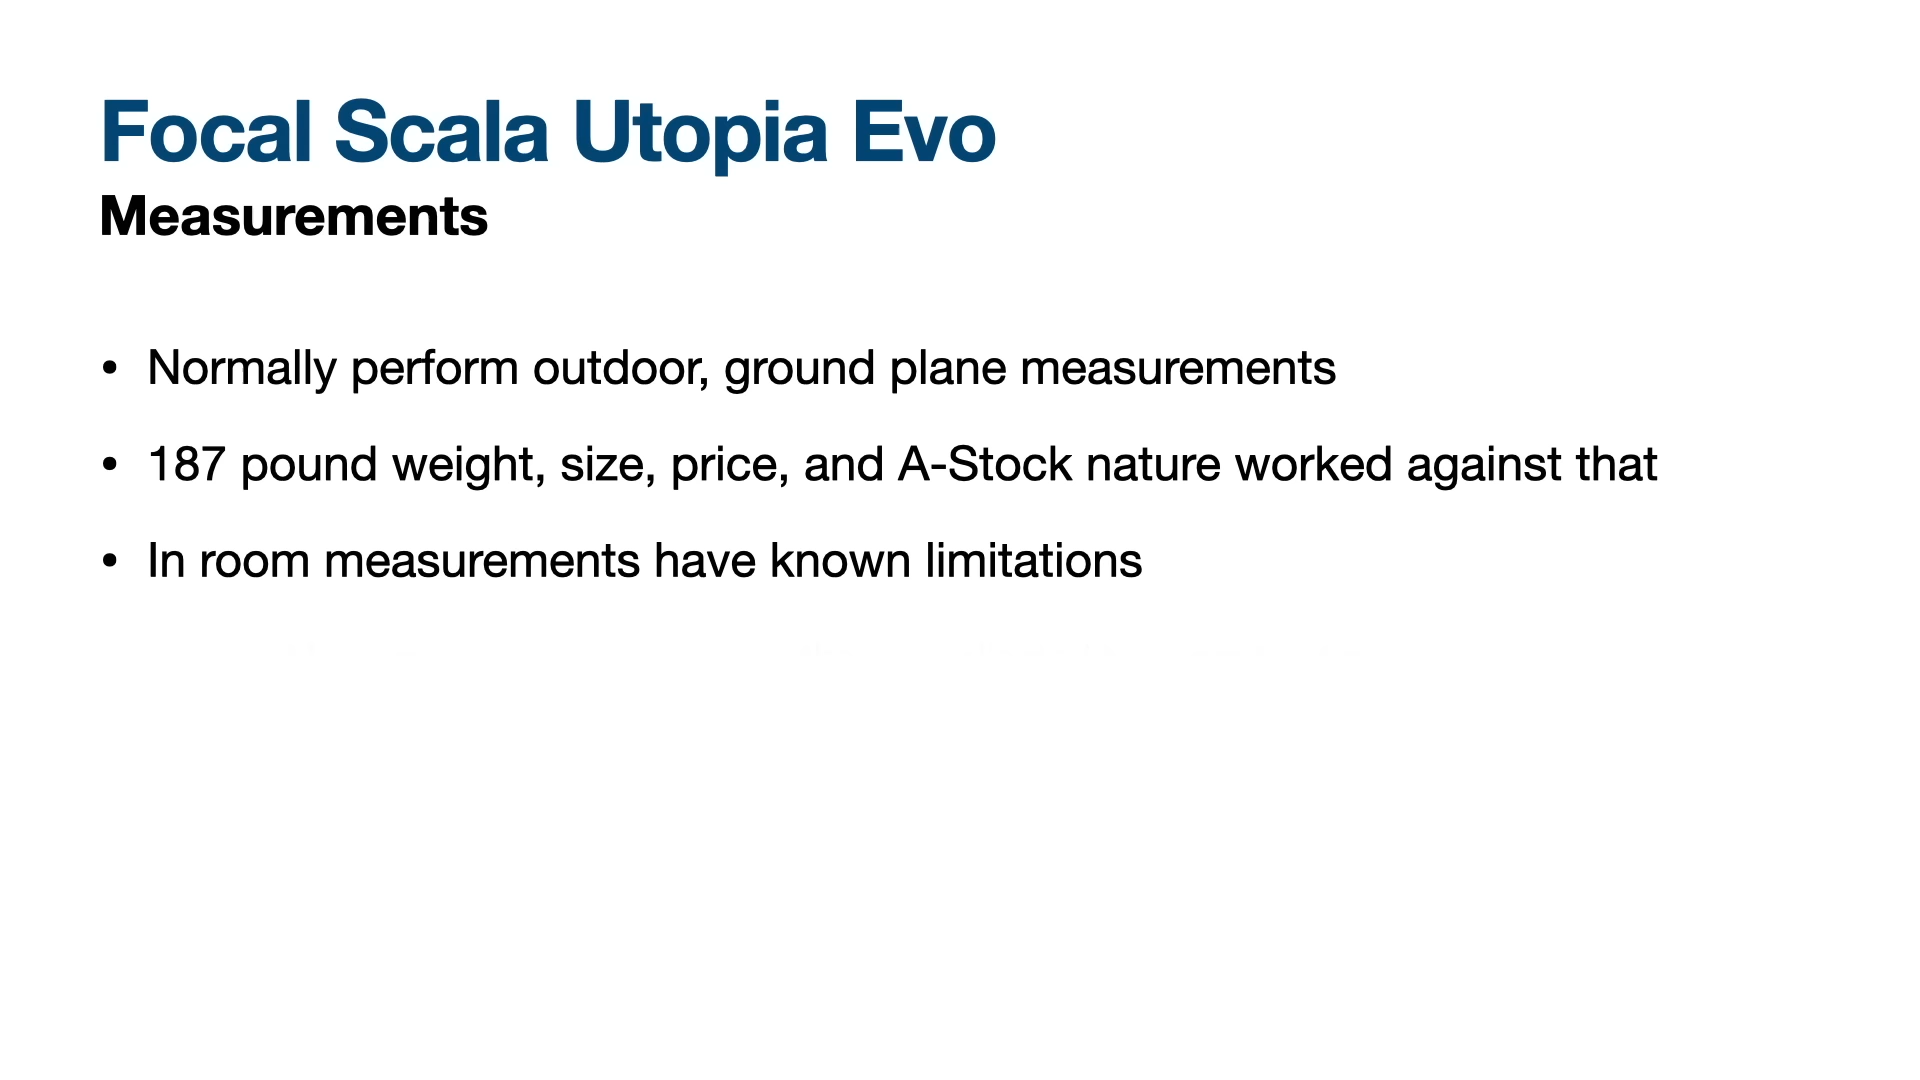 Focal Scala Utopia Evo
Measurements
• Normally perform outdoor, ground plane measurements
• 187 pound weight, size, price, and A-Stock nature worked against that
• In room measurements have known limitations